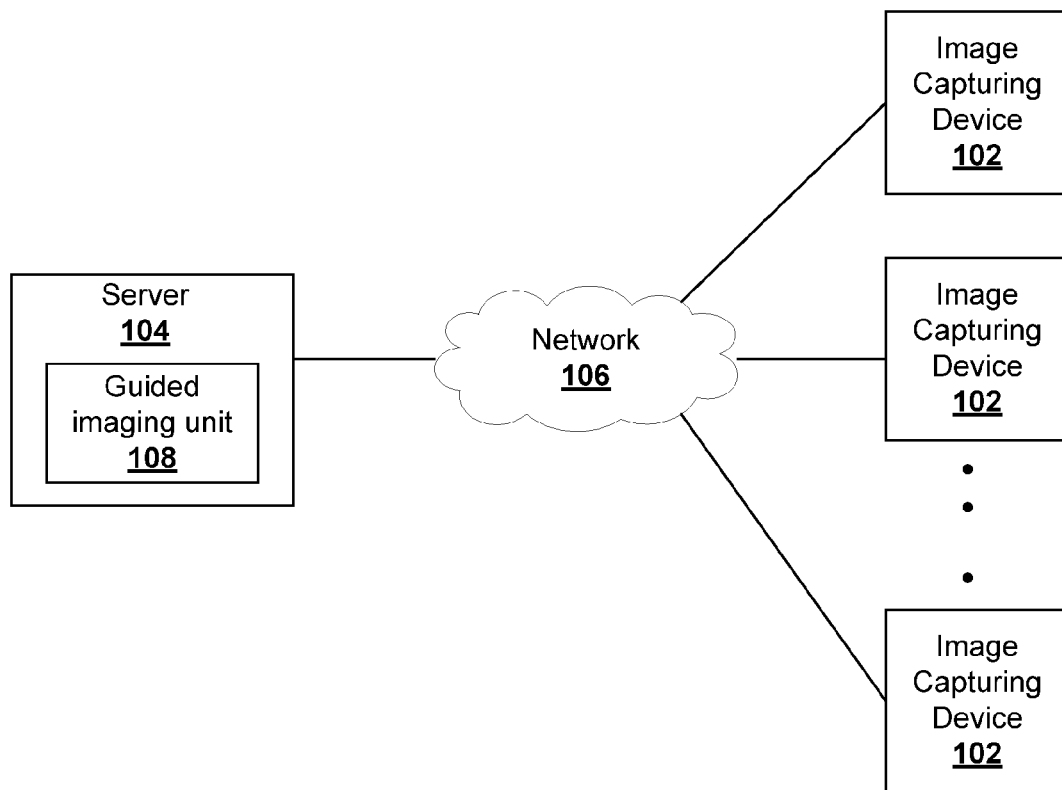 Server
104
Guided
imaging unit
108
Network
106
Image
Capturing
Device
102
Image
Capturing
Device
102
Image
Capturing
Device
102